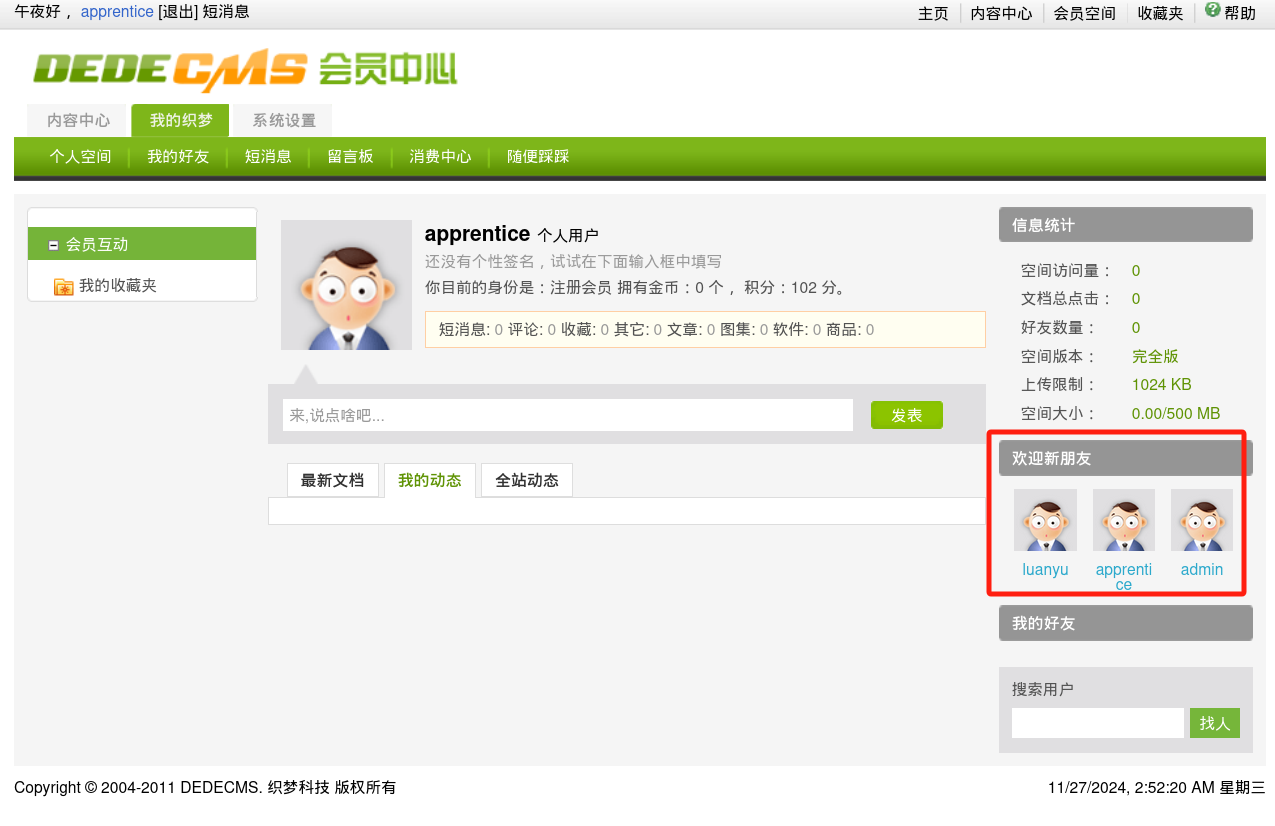 午夜好， apprentice [退出] 短消息
主页 内容中心 会员空间 收藏夹 帮助
DEDECMS 会员中心
内容中心 我的织梦 系统设置
个人空间 我的好友 短消息 留言板 消费中心 随便踩踩
会员互动
我的收藏夹
apprentice 个人用户
还没有个性签名，试试在下面输入框中填写
你目前的身份是：注册会员 拥有金币：0 个 ，积分：102 分。
短消息: 0 评论: 0 收藏: 0 其它: 0 文章: 0 图集: 0 软件: 0 商品: 0
来,说点啥吧...
发表
最新文档 我的动态 全站动态
信息统计
空间访问量： 0
文档总点击： 0
好友数量： 0
空间版本： 完全版
上传限制： 1024 KB
空间大小： 0.00/500 MB
欢迎新朋友
luanyu apprenti admin
ce
我的好友
搜索用户
找人
Copyright © 2004-2011 DEDECMS. 织梦科技 版权所有
11/27/2024, 2:52:20 AM 星期三